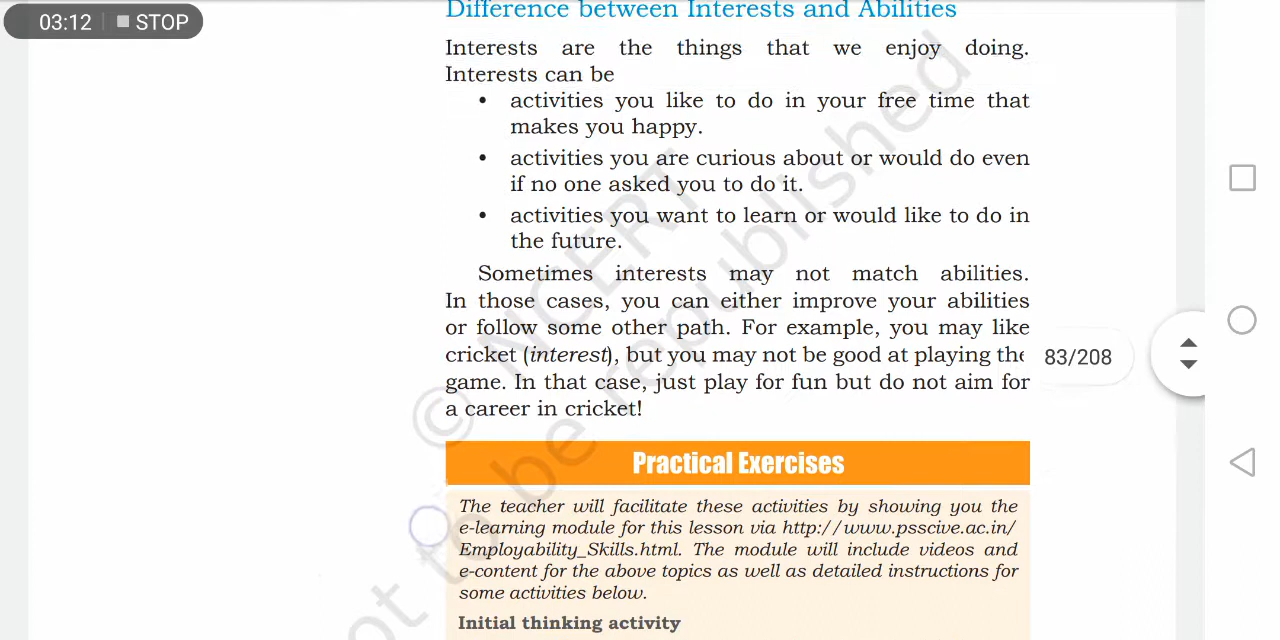 03:12 STOP
Difference between Interests and Abilities
Interests are the things that we enjoy doing.
Interests can be
• activities you like to do in your free time that
makes you happy.
• activities you are curious about or would do even
if no one asked you to do it.
• activities you want to learn or would like to do in
the future.
Sometimes interests may not match abilities.
In those cases, you can either improve your abilities
or follow some other path. For example, you may like
cricket (interest), but you may not be good at playing the
game. In that case, just play for fun but do not aim for
a career in cricket!
83/208
Practical Exercises
The teacher will facilitate these activities by showing you the
e-learning module for this lesson via http://www.psscive.ac.in/
Employability_Skills.html. The module will include videos and
e-content for the above topics as well as detailed instructions for
some activities below.
Initial thinking activity
© NCERT
not to be republished